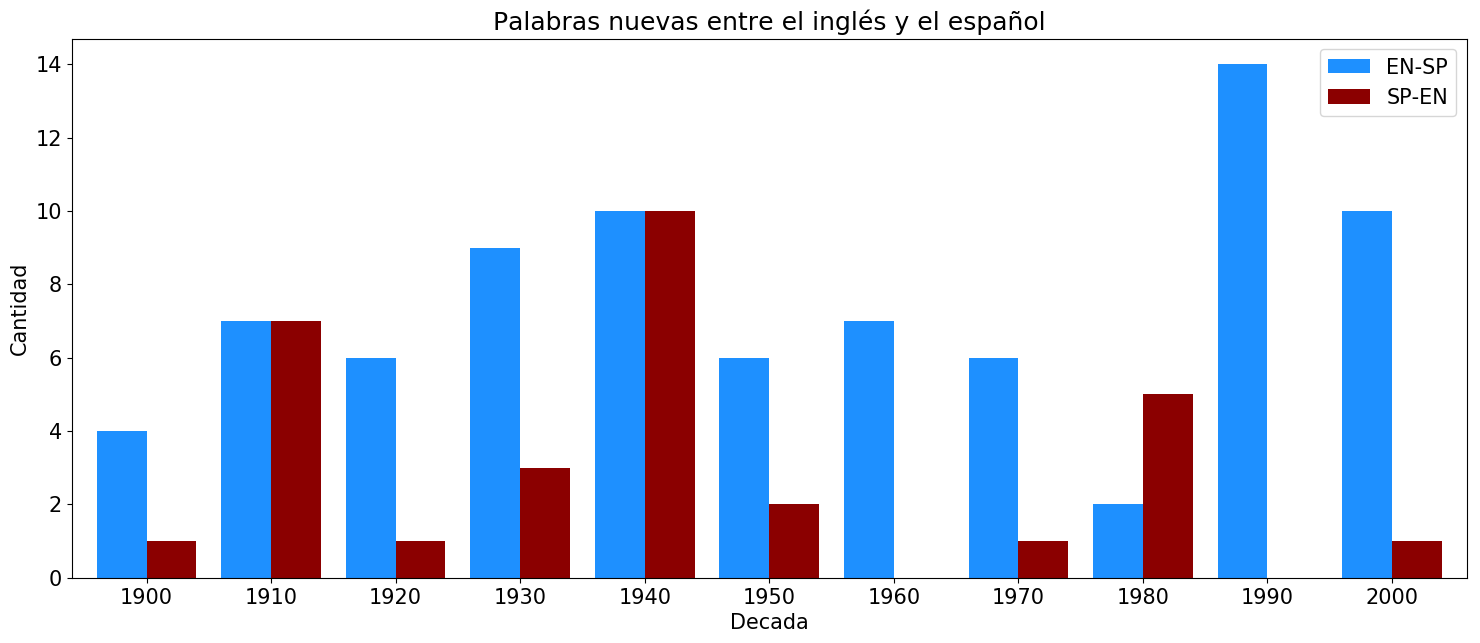 Palabras nuevas entre el inglés y el español
EN-SP
SP-EN
Cantidad
14
12
10
8
6
4
2
0
1900 1910 1920 1930 1940 1950 1960 1970 1980 1990 2000
Decada